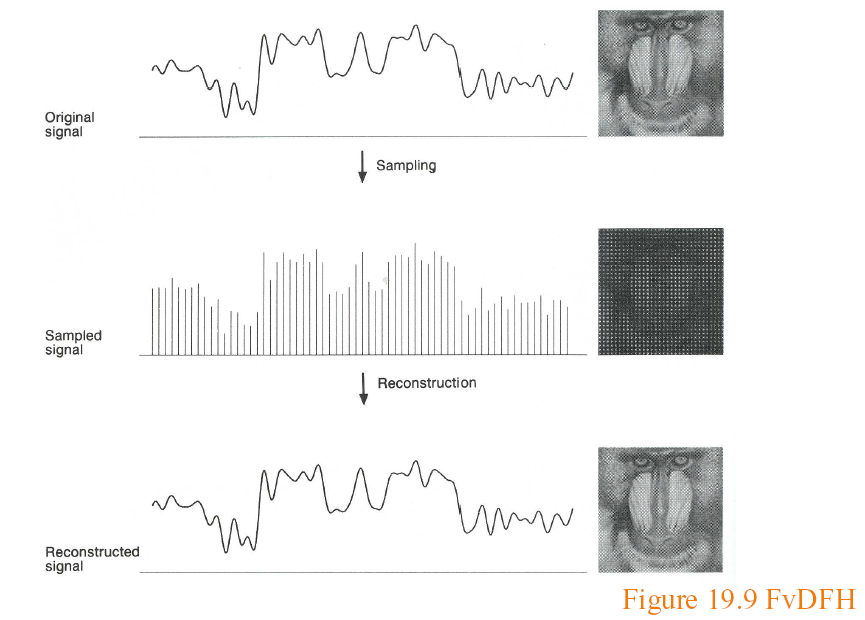 Original
signal
Sampling
Sampled
signal
Reconstruction
Reconstructed
signal
Figure 19.9 FvDFH